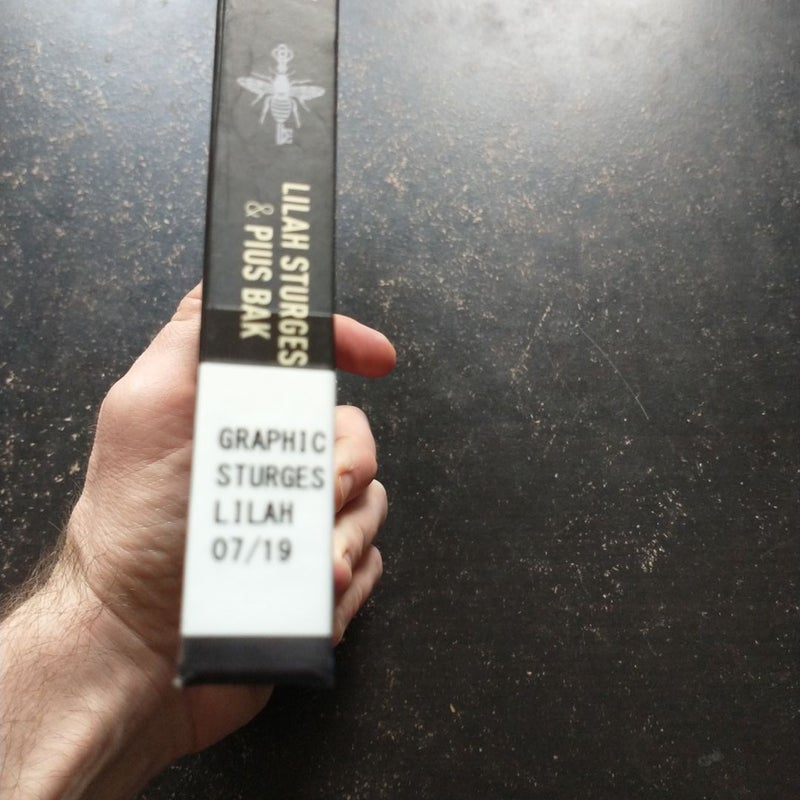 LILAH STURGES
& PIUS BAK
GRAPHIC
STURGES
LILAH
07/19